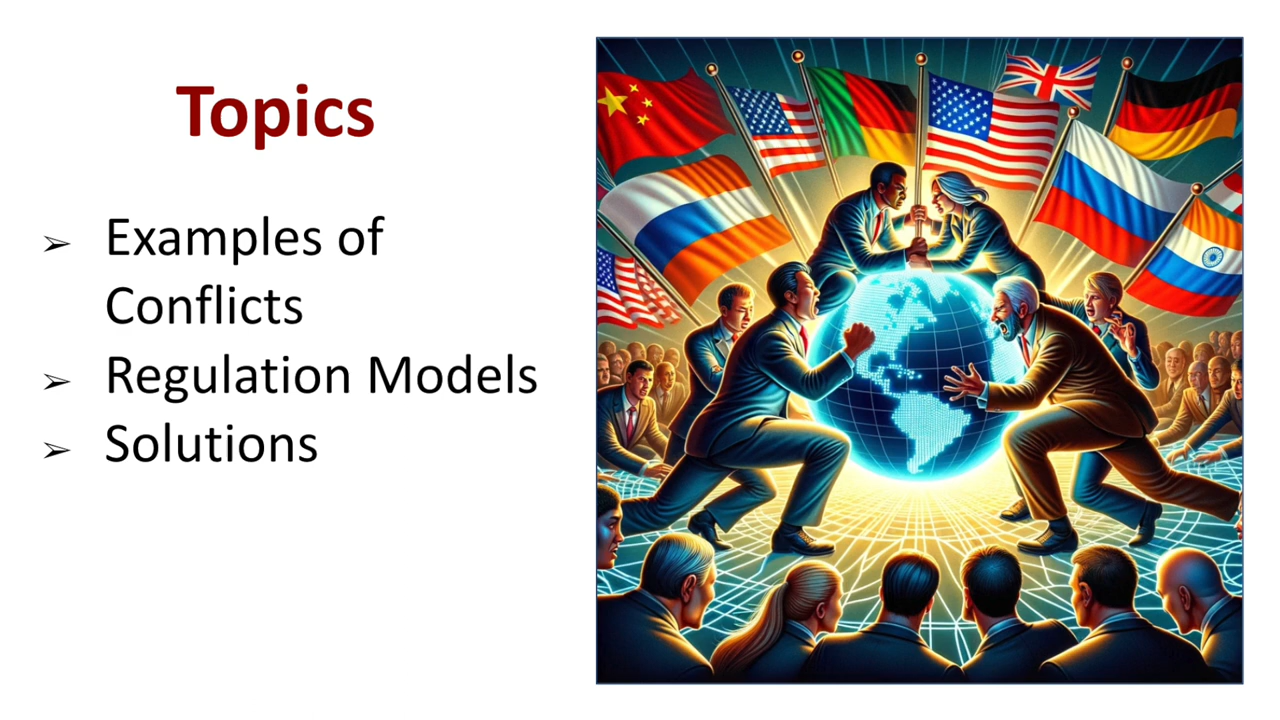 Topics
➢ Examples of
Conflicts
➢ Regulation Models
➢ Solutions